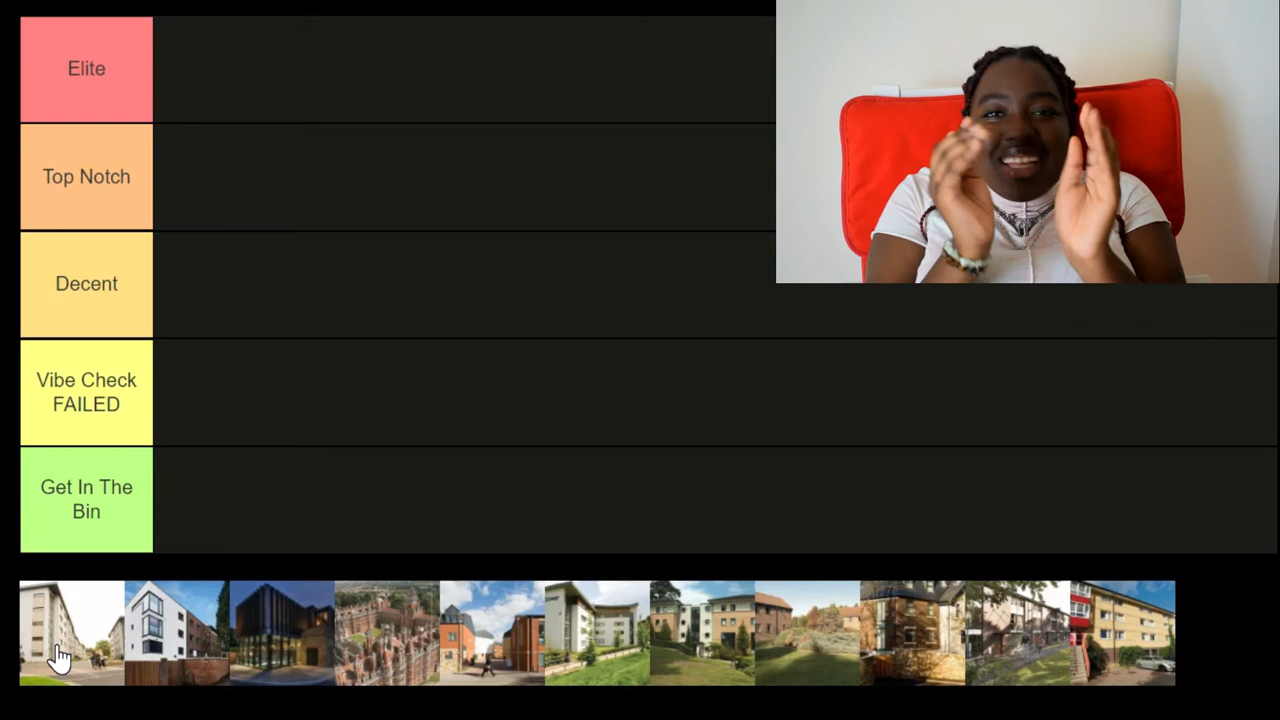 Elite
Top Notch
Decent
Vibe Check
FAILED
Get In The
Bin